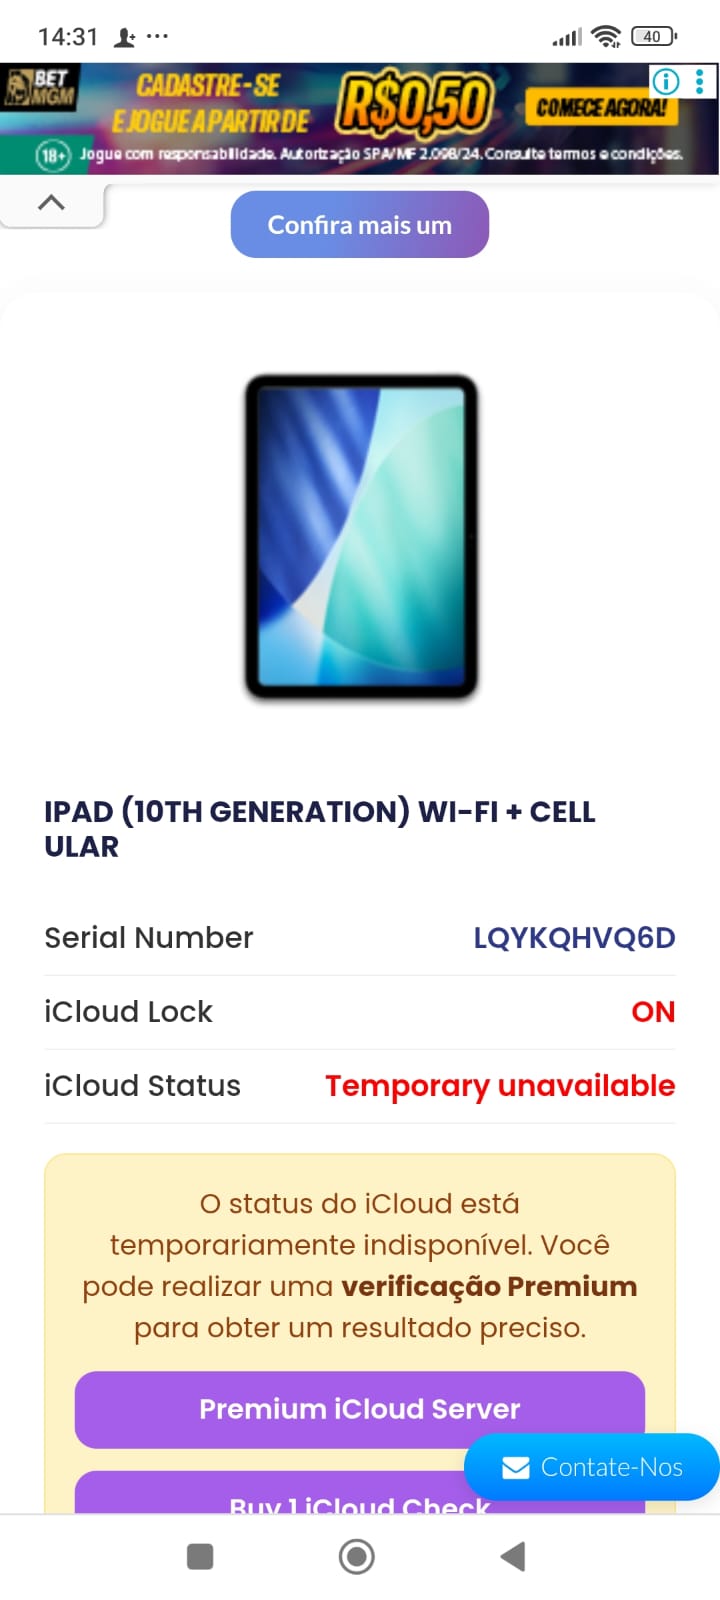 14:31
40
BET
MGM
CADASTRE-SE
E JOGUE A PARTIR DE
R$0,50
COMECE AGORA!
18+ Jogue com responsabilidade. Autorização SPA/MF 2.098/24. Consulte termos e condições.
Confira mais um
IPAD (10TH GENERATION) WI-FI + CELL
ULAR
Serial Number LQYKQHVQ6D
iCloud Lock ON
iCloud Status Temporary unavailable
O status do iCloud está
temporariamente indisponível. Você
pode realizar uma verificação Premium
para obter um resultado preciso.
Premium iCloud Server
Contate-Nos
Buy 1 iCloud Check